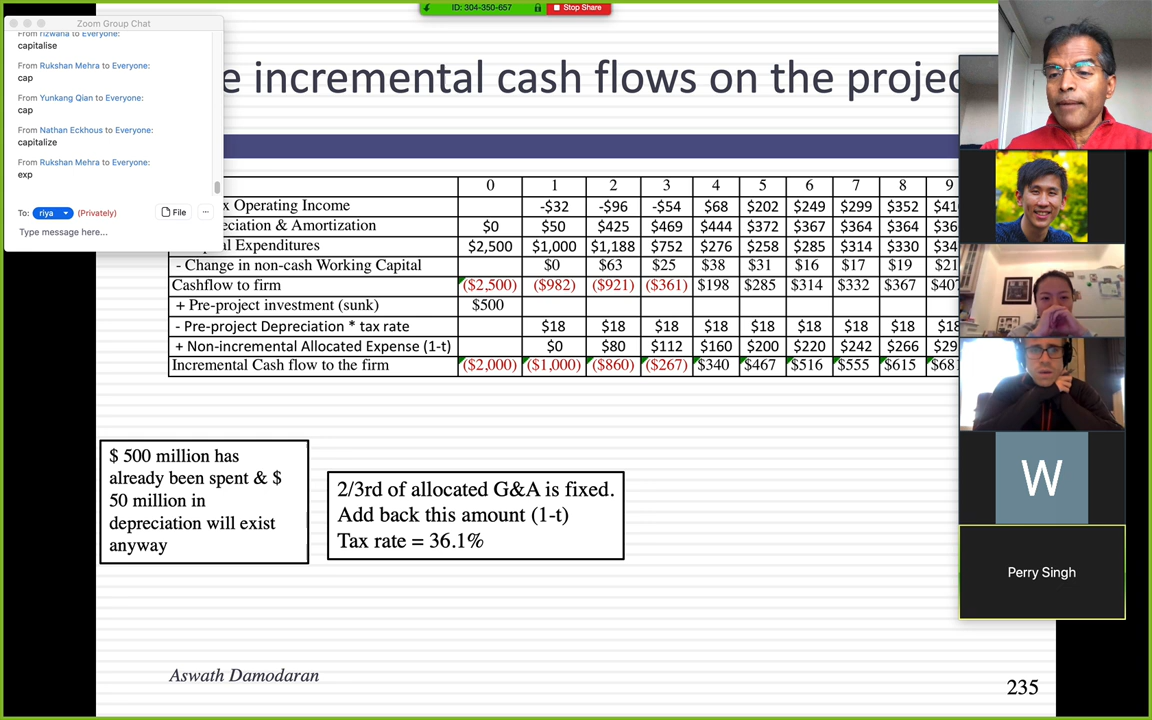 ID: 304-350-657 Stop Share
Zoom Group Chat
From rizwana to Everyone:
capitalise
From Rukshan Mehra to Everyone:
cap
From Yunkang Qian to Everyone:
cap
From Nathan Eckhous to Everyone:
capitalize
From Rukshan Mehra to Everyone:
exp
To: riya (Privately) File ...
Type message here...
e incremental cash flows on the projec
0 1 2 3 4 5 6 7 8 9
x Operating Income -$32 -$96 -$54 $68 $202 $249 $299 $352 $41
eciation & Amortization $0 $50 $425 $469 $444 $372 $367 $364 $364 $36
al Expenditures $2,500 $1,000 $1,188 $752 $276 $258 $285 $314 $330 $34
- Change in non-cash Working Capital $0 $63 $25 $38 $31 $16 $17 $19 $21
Cashflow to firm ($2,500) ($982) ($921) ($361) $198 $285 $314 $332 $367 $407
+ Pre-project investment (sunk) $500
- Pre-project Depreciation * tax rate $18 $18 $18 $18 $18 $18 $18 $18 $18
+ Non-incremental Allocated Expense (1-t) $0 $80 $112 $160 $200 $220 $242 $266 $29
Incremental Cash flow to the firm ($2,000) ($1,000) ($860) ($267) $340 $467 $516 $555 $615 $681
$ 500 million has
already been spent & $
50 million in
depreciation will exist
anyway
2/3rd of allocated G&A is fixed.
Add back this amount (1-t)
Tax rate = 36.1%
W
Perry Singh
Aswath Damodaran
235